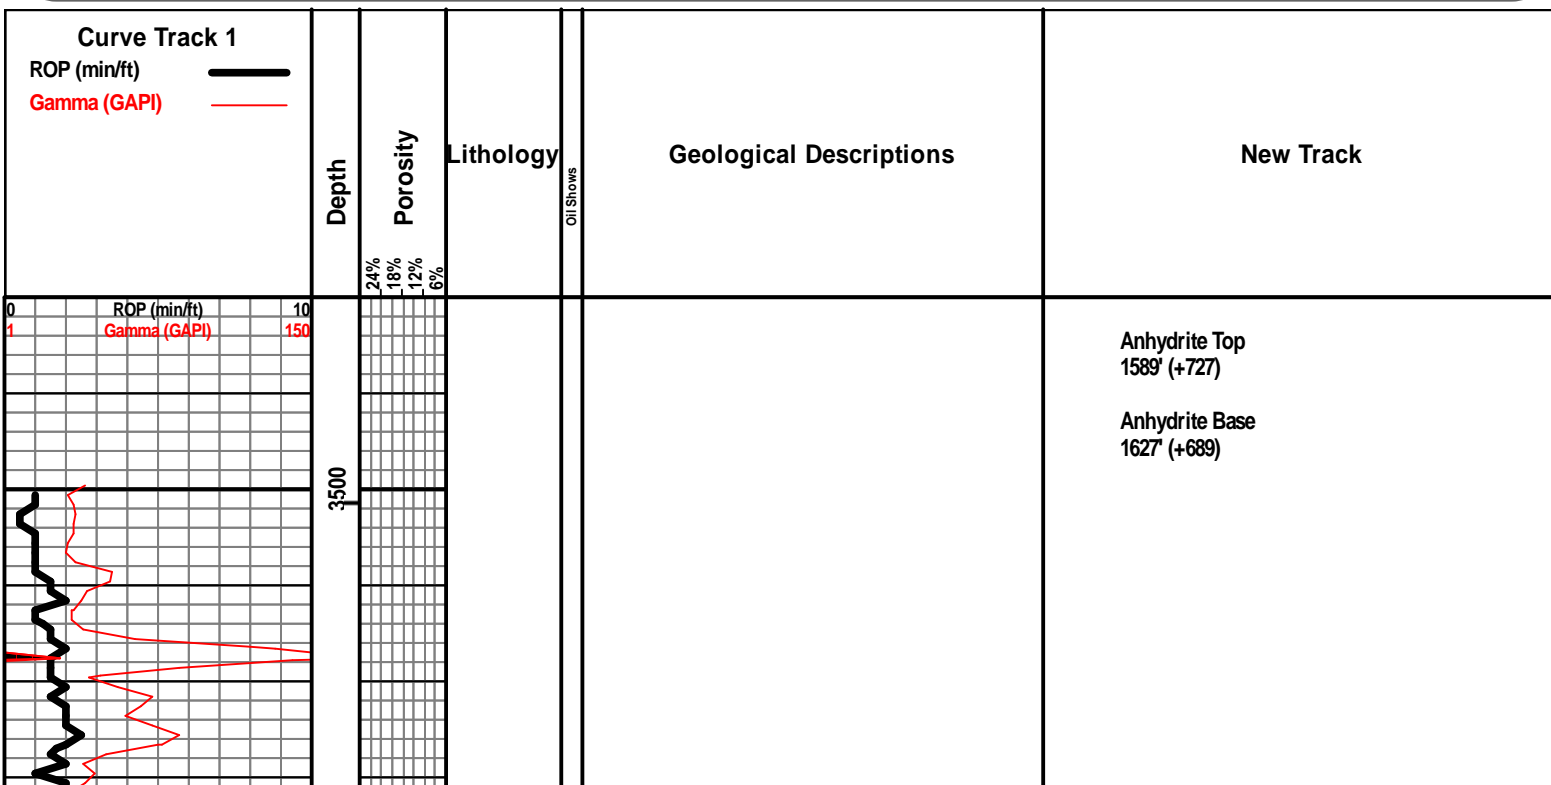 Curve Track 1
ROP (min/ft)
Gamma (GAPI)
Depth
Porosity
24%
18%
12%
6%
Lithology
Oil Shows
Geological Descriptions
New Track
0 ROP (min/ft) 10
1 Gamma (GAPI) 150
Anhydrite Top
1589' (+727)
Anhydrite Base
1627' (+689)
3500